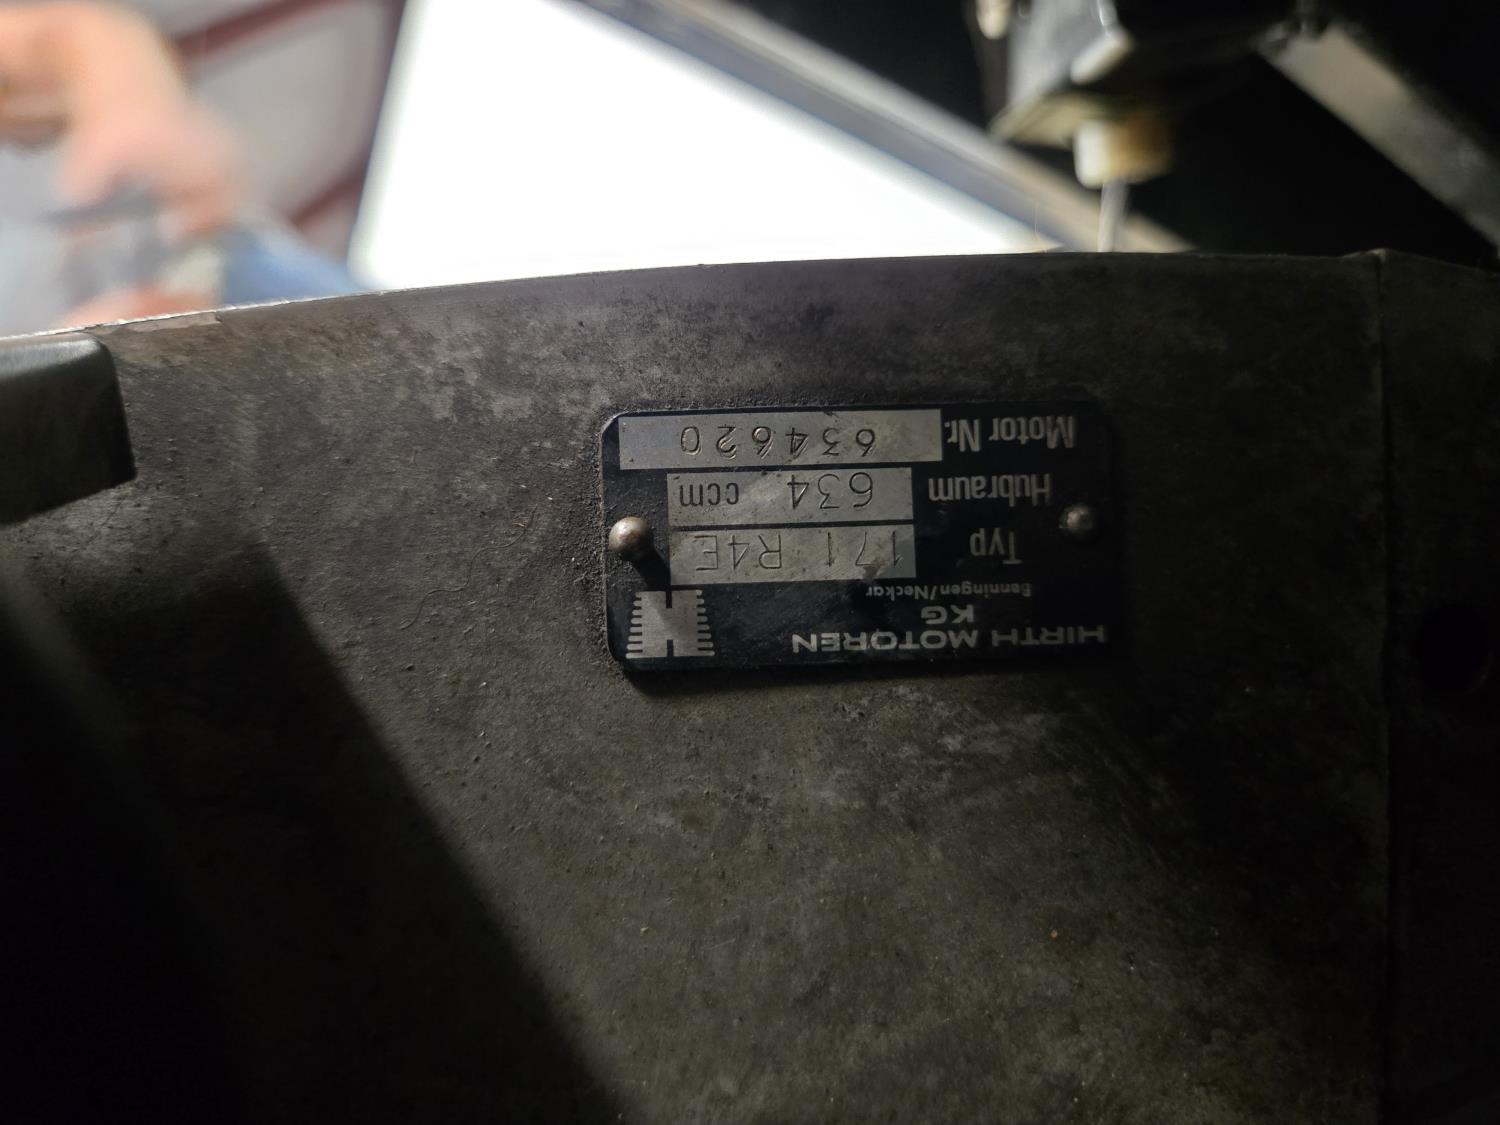 HIRTH MOTOREN
KG
Benningen/Neckar
Typ 171 R4E
Hubraum 634 ccm
Motor Nr. 634620